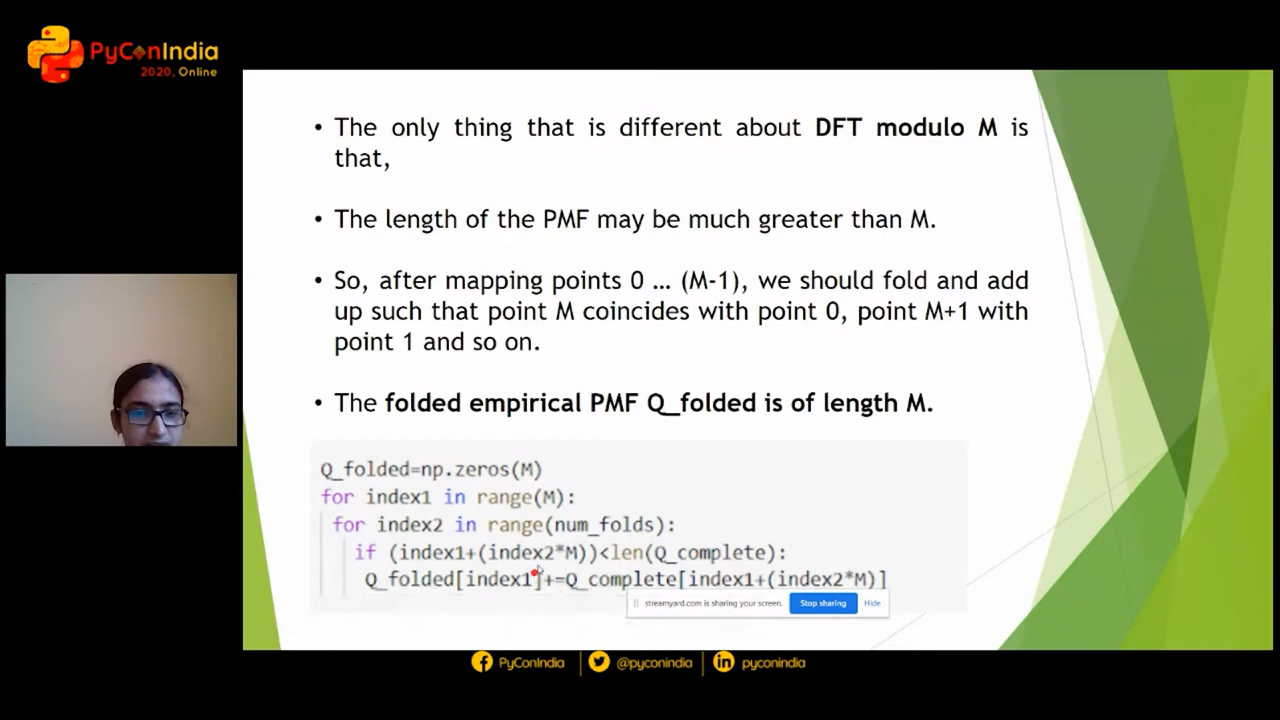 PyConIndia
2020, Online
• The only thing that is different about DFT modulo M is
that,
• The length of the PMF may be much greater than M.
• So, after mapping points 0 … (M-1), we should fold and add
up such that point M coincides with point 0, point M+1 with
point 1 and so on.
• The folded empirical PMF Q_folded is of length M.
Q_folded=np.zeros(M)
for index1 in range(M):
for index2 in range(num_folds):
if (index1+(index2*M))<len(Q_complete):
Q_folded[index1]+=Q_complete[index1+(index2*M)]
streamyard.com is sharing your screen. Stop sharing Hide
PyConIndia @pyconindia pyconindia